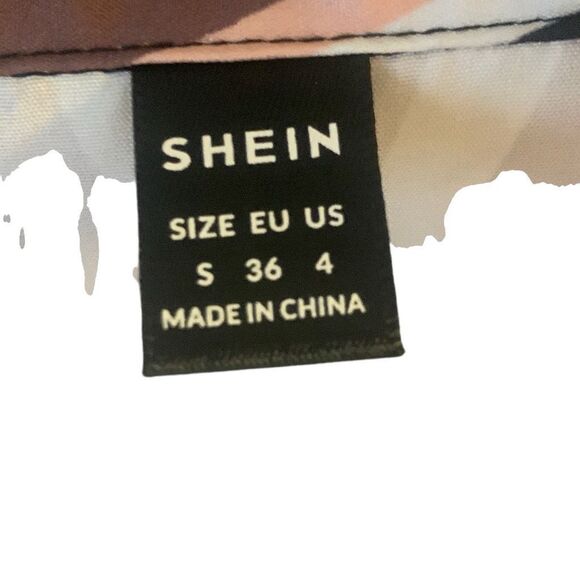 SHEIN
SIZE EU US
S 36 4
MADE IN CHINA